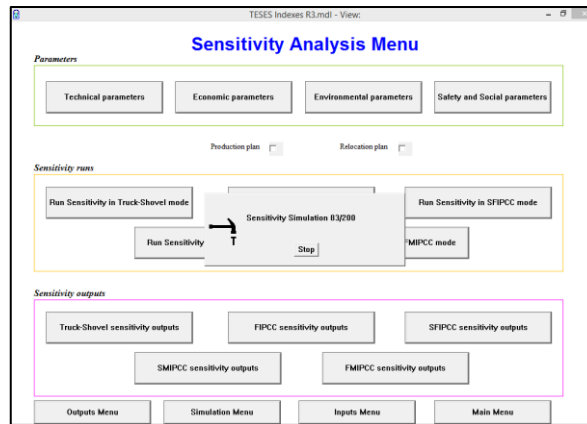 TESES Indexes R3.mdl - View:
Sensitivity Analysis Menu
Parameters
Technical parameters
Economic parameters
Environmental parameters
Safety and Social parameters
Production plan
Relocation plan
Sensitivity runs
Run Sensitivity in Truck-Shovel mode
Run Sensitivity in SFIPCC mode
Sensitivity Simulation 83/200
Run Sensitivity
MIPCC mode
Stop
Sensitivity outputs
Truck-Shovel sensitivity outputs
FIPCC sensitivity outputs
SFIPCC sensitivity outputs
SMIPCC sensitivity outputs
FMIPCC sensitivity outputs
Outputs Menu
Simulation Menu
Inputs Menu
Main Menu